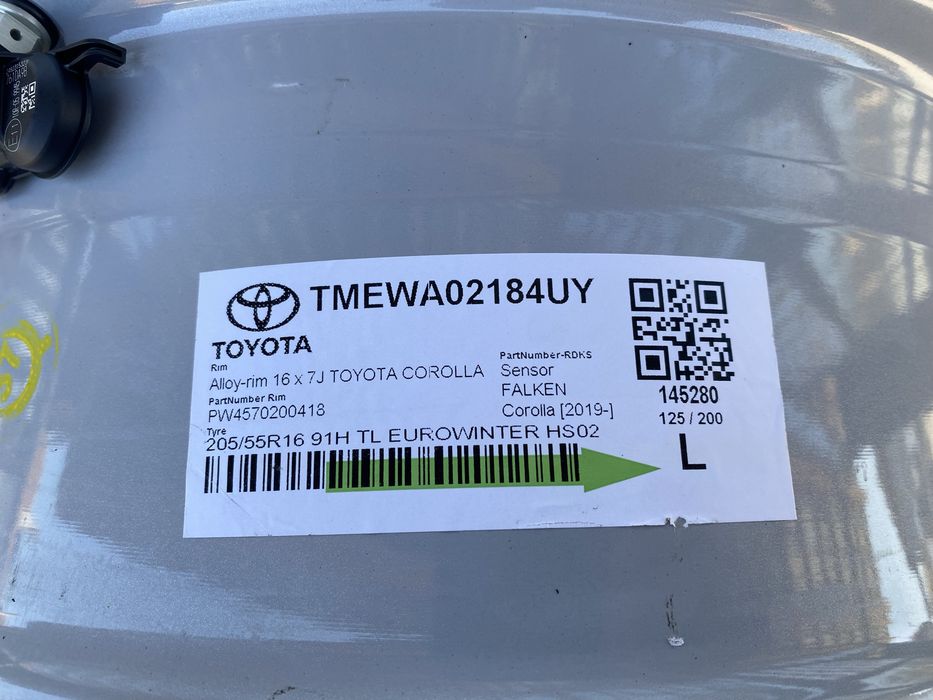 TMEWA02184UY
TOYOTA
Rim
Alloy-rim 16 x 7J TOYOTA COROLLA
PartNumber Rim
PW4570200418
PartNumber-RDKS
Sensor
FALKEN
Corolla [2019-]
Tyre
205/55R16 91H TL EUROWINTER HS02
145280
125 / 200
L
E11